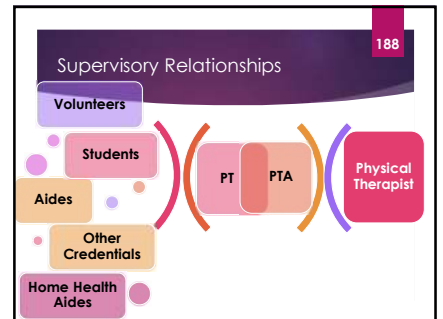 188
Supervisory Relationships
Volunteers
Students
Aides
Other
Credentials
Home Health
Aides
PT
PTA
Physical
Therapist